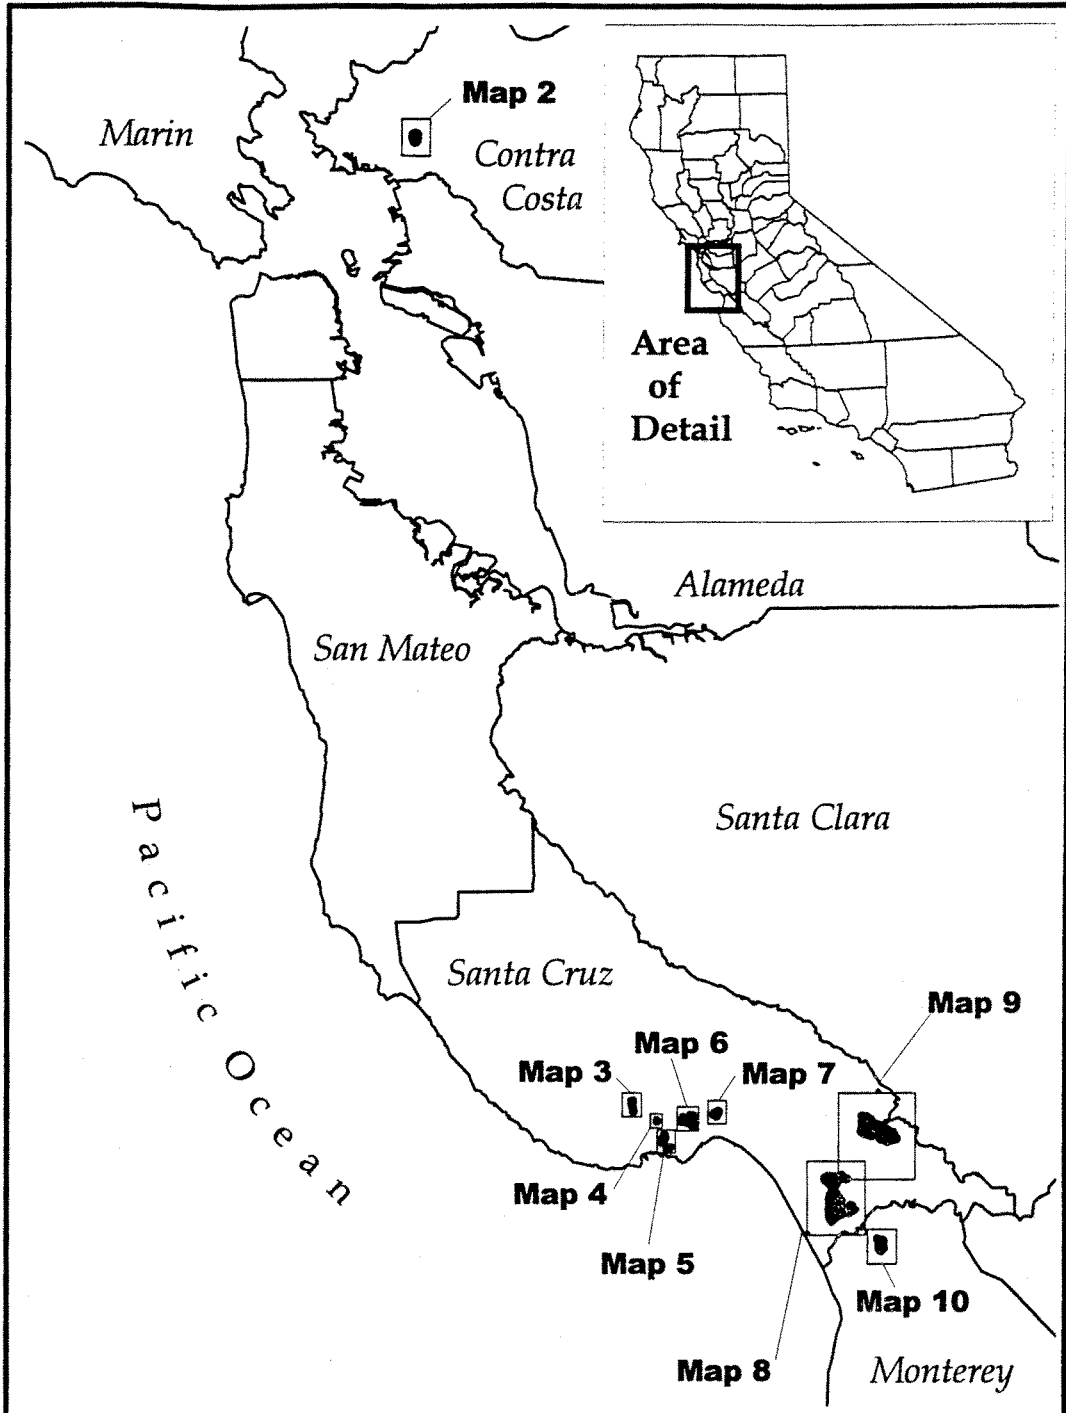 Map 2
Marin
Contra
Costa
Area
of
Detail
Alameda
San Mateo
Pacific Ocean
Santa Clara
Santa Cruz
Map 9
Map 6
Map 3
Map 7
Map 4
Map 5
Map 10
Map 8
Monterey